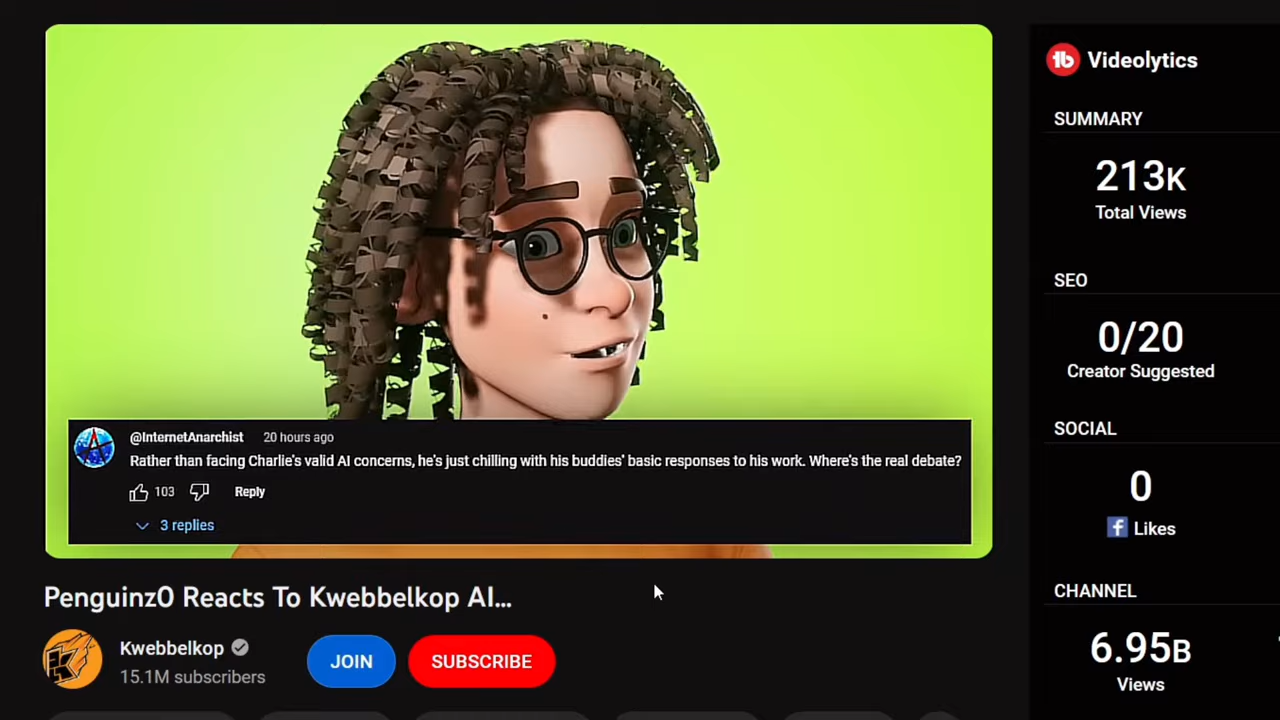 @InternetAnarchist 20 hours ago
Rather than facing Charlie's valid AI concerns, he's just chilling with his buddies' basic responses to his work. Where's the real debate?
103 Reply
3 replies
Penguinz0 Reacts To Kwebbelkop AI...
Kwebbelkop
15.1M subscribers
JOIN
SUBSCRIBE
tb Videolytics
SUMMARY
213K
Total Views
SEO
0/20
Creator Suggested
SOCIAL
0
f Likes
CHANNEL
6.95B
Views